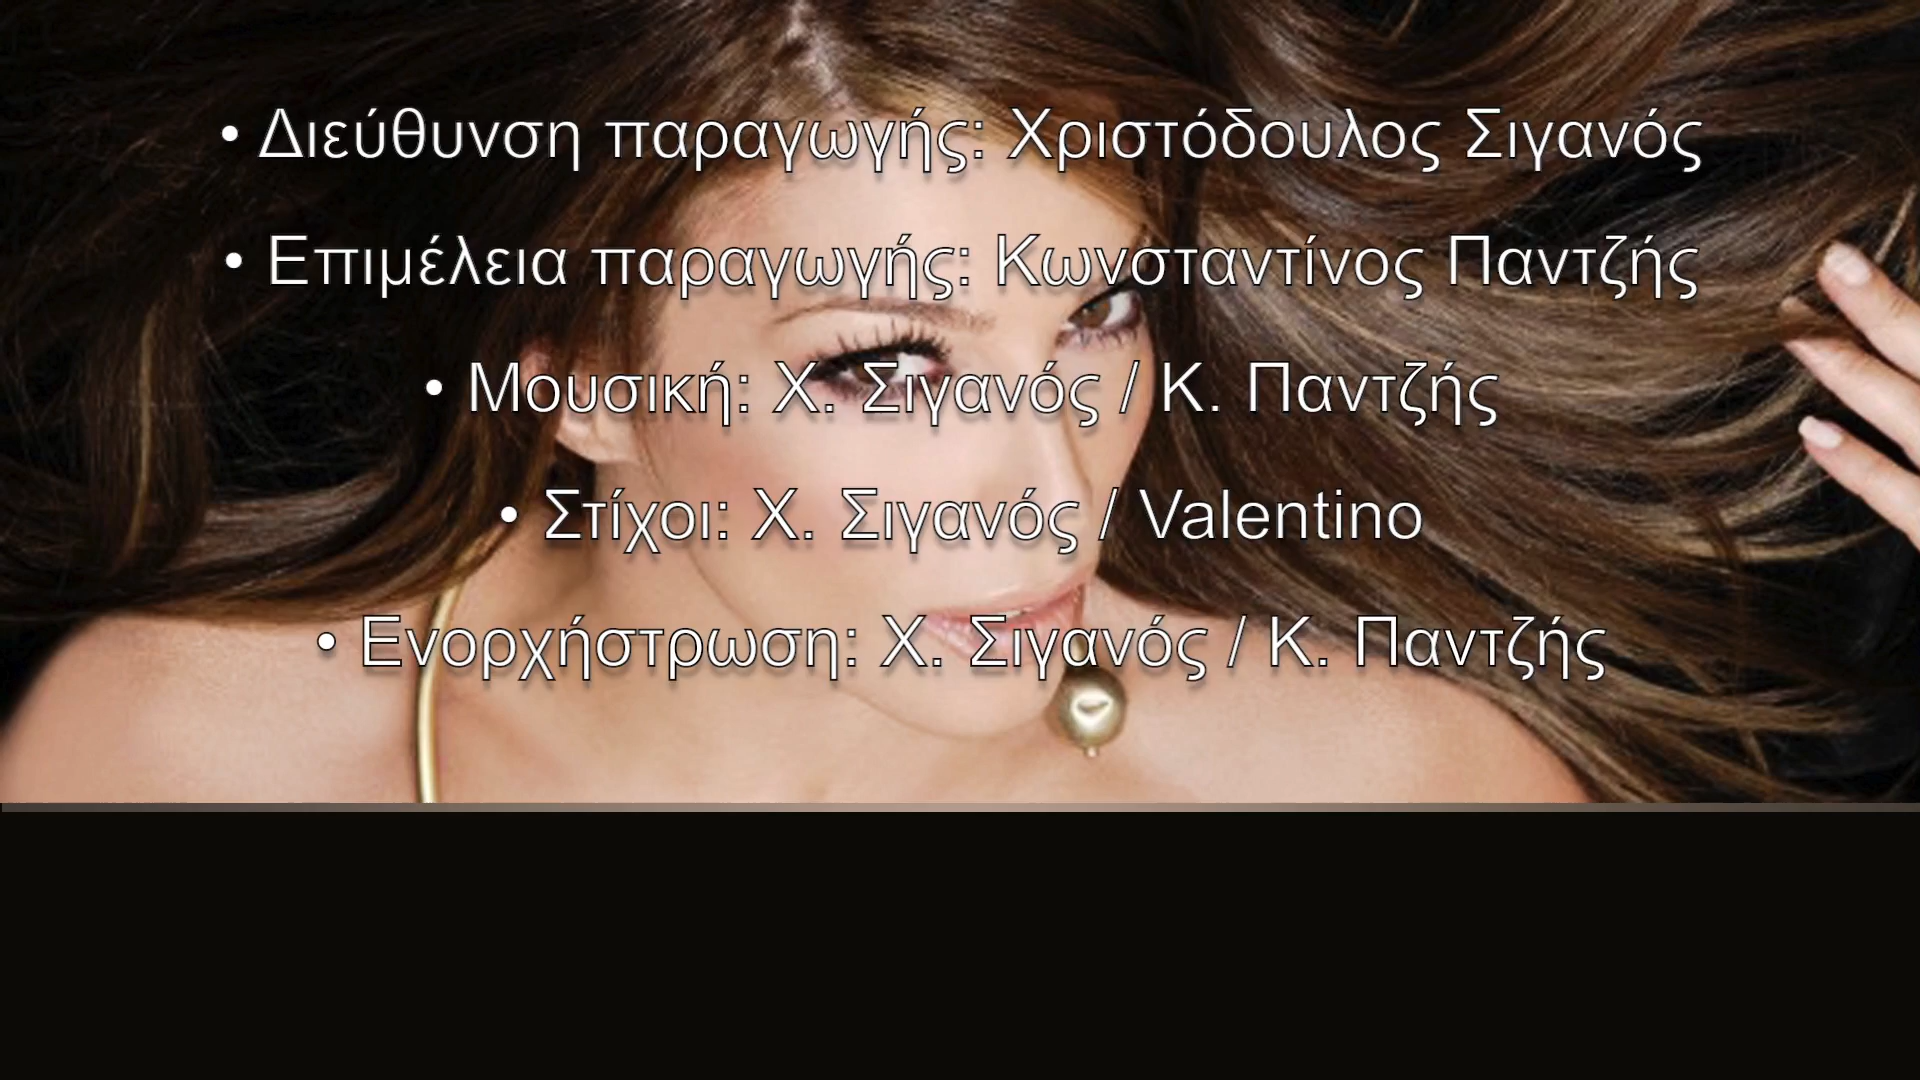 • Διεύθυνση παραγωγής: Χριστόδουλος Σιγανός
• Επιμέλεια παραγωγής: Κωνσταντίνος Παντζής
• Μουσική: Χ. Σιγανός / Κ. Παντζής
• Στίχοι: Χ. Σιγανός / Valentino
• Ενορχήστρωση: Χ. Σιγανός / Κ. Παντζής